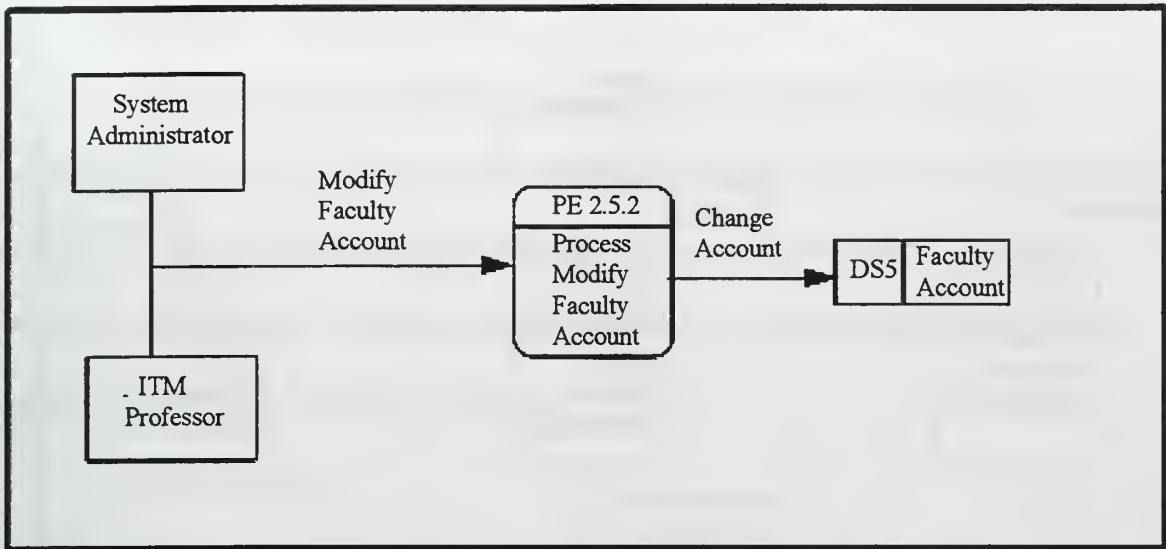 System
Administrator
Modify
Faculty
Account
PE 2.5.2
Process
Modify
Faculty
Account
Change
Account
DS5
Faculty
Account
ITM
Professor